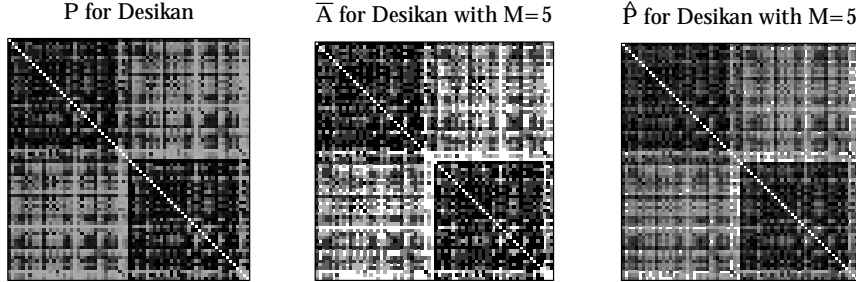 P for Desikan
A̅ for Desikan with M=5
P̂ for Desikan with M=5